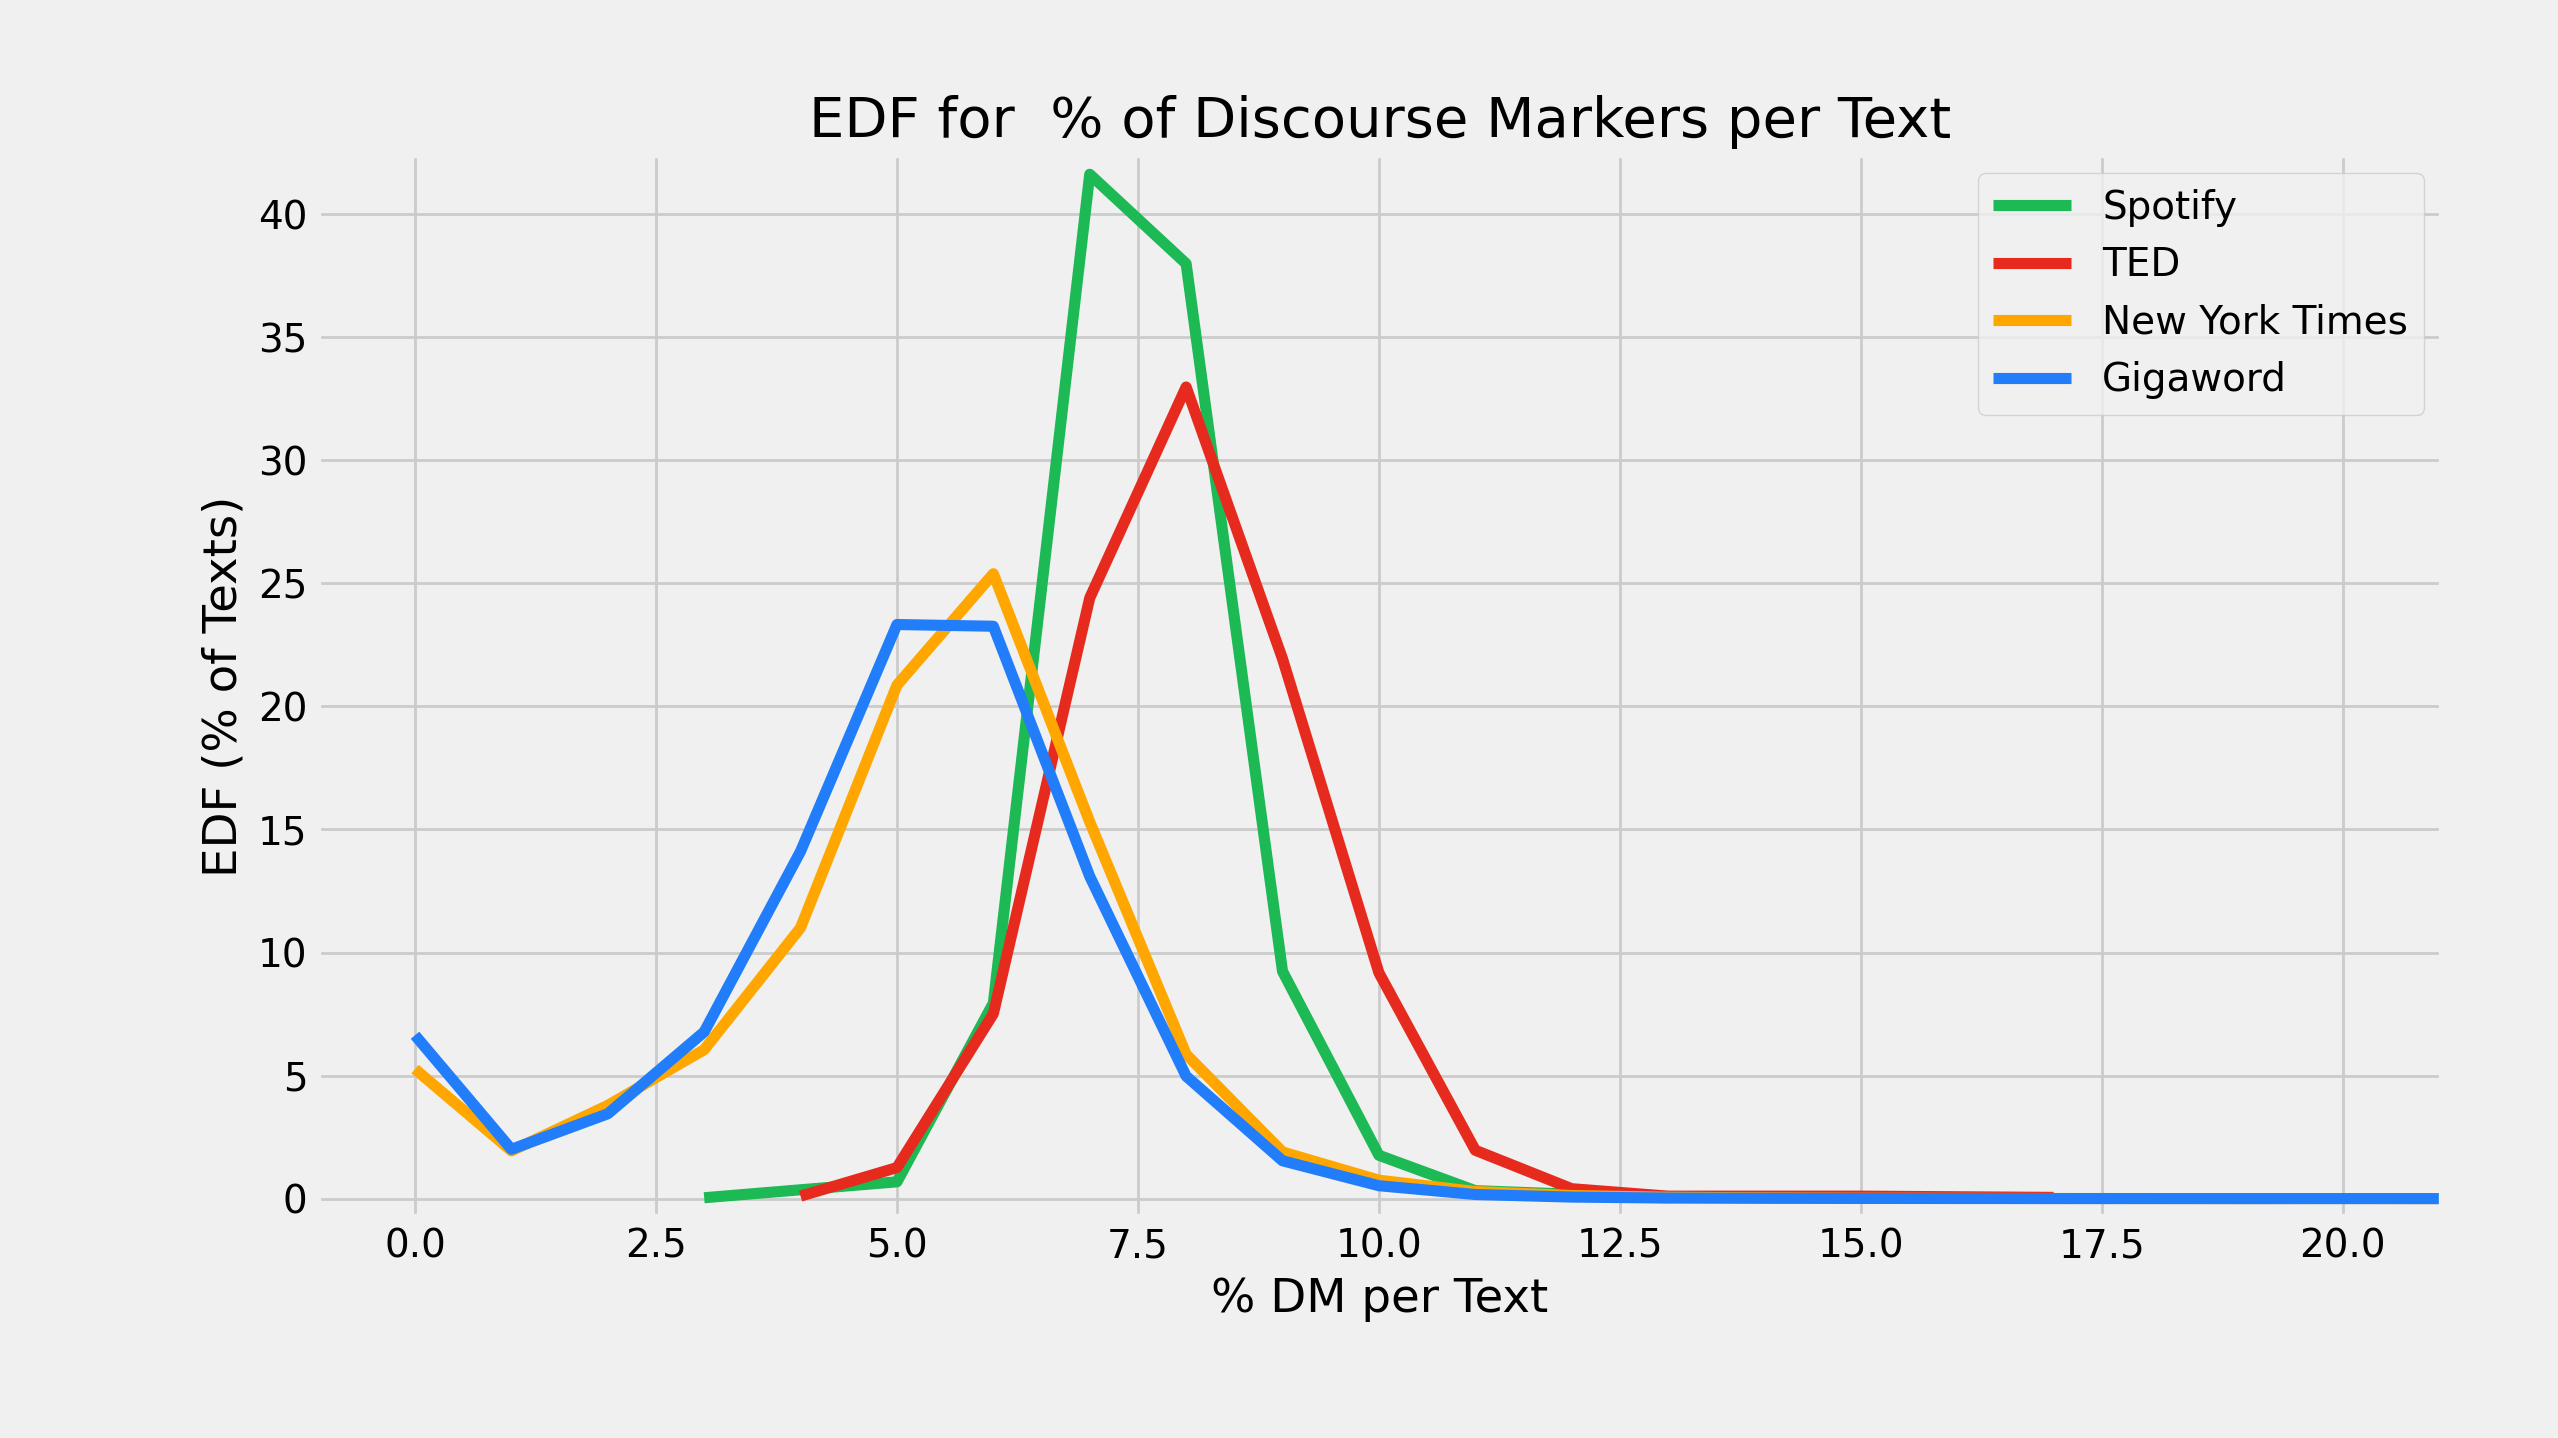 EDF for  % of Discourse Markers per Text
Spotify
TED
New York Times
Gigaword
EDF (% of Texts)
40
35
30
25
20
15
10
5
0
0.0 2.5 5.0 7.5 10.0 12.5 15.0 17.5 20.0
% DM per Text